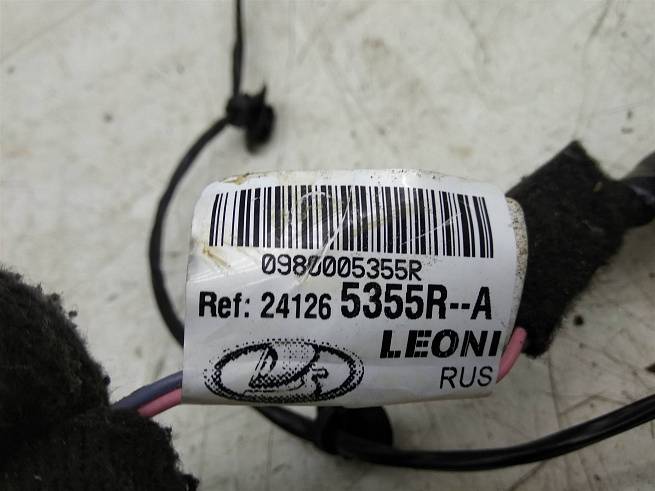 0980005355R
Ref: 24126 5355R--A
LEONI
RUS